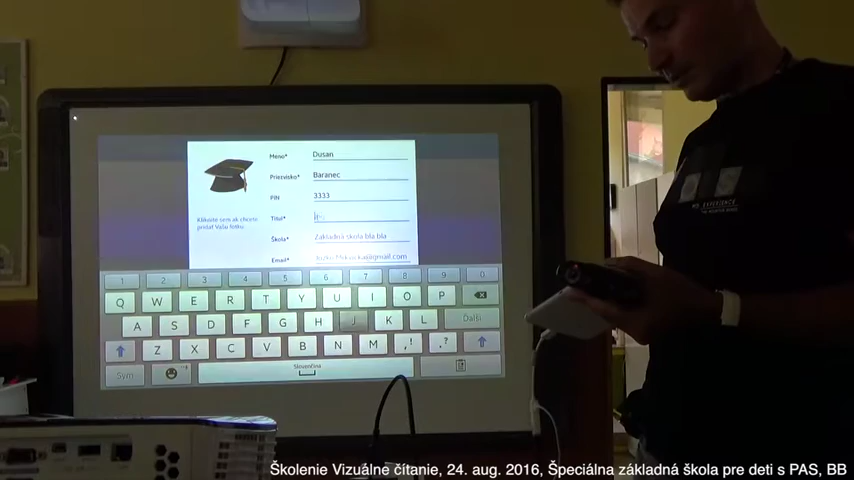 Meno*
Dusan
Priezvisko*
Baranec
PIN
3333
Titul*
Kliknite sem ak chcete
pridať Vašu fotku
Škola*
Zakladná skola bla bla
Email*
1 2 3 4 5 6 7 8 9 0
Q W E R T Y U I O P
A S D F G H J K L Ďalší
Z X C V B N M ,! .?
Sym
Slovenčina
Školenie Vizuálne čítanie, 24. aug. 2016, Špeciálna základná škola pre deti s PAS, BB